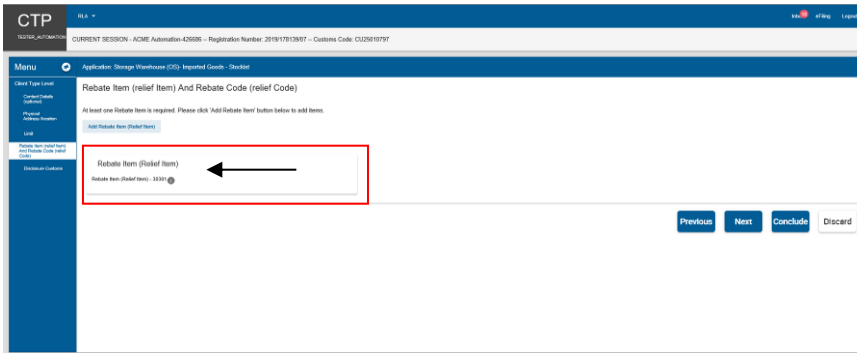 CTP
RLA
eFiling
Logout
TESTER_AUTOMATION
CURRENT SESSION - ACME Automation-426686 -- Registration Number: 2019/178139/07 -- Customs Code: CU25010797
Menu
Application: Storage Warehouse (OS)- Imported Goods - Stockist
Client Type Level
Contact Details
(optional)
Physical
Address /location
Limit
Rebate Item (relief Item)
And Rebate Code (relief
Code)
Disclosure Customs
Rebate Item (relief Item) And Rebate Code (relief Code)
At least one Rebate Item is required. Please click 'Add Rebate Item' button below to add items.
Add Rebate Item (Relief Item)
Rebate Item (Relief Item)
Rebate Item (Relief Item) - 30301
Previous
Next
Conclude
Discard